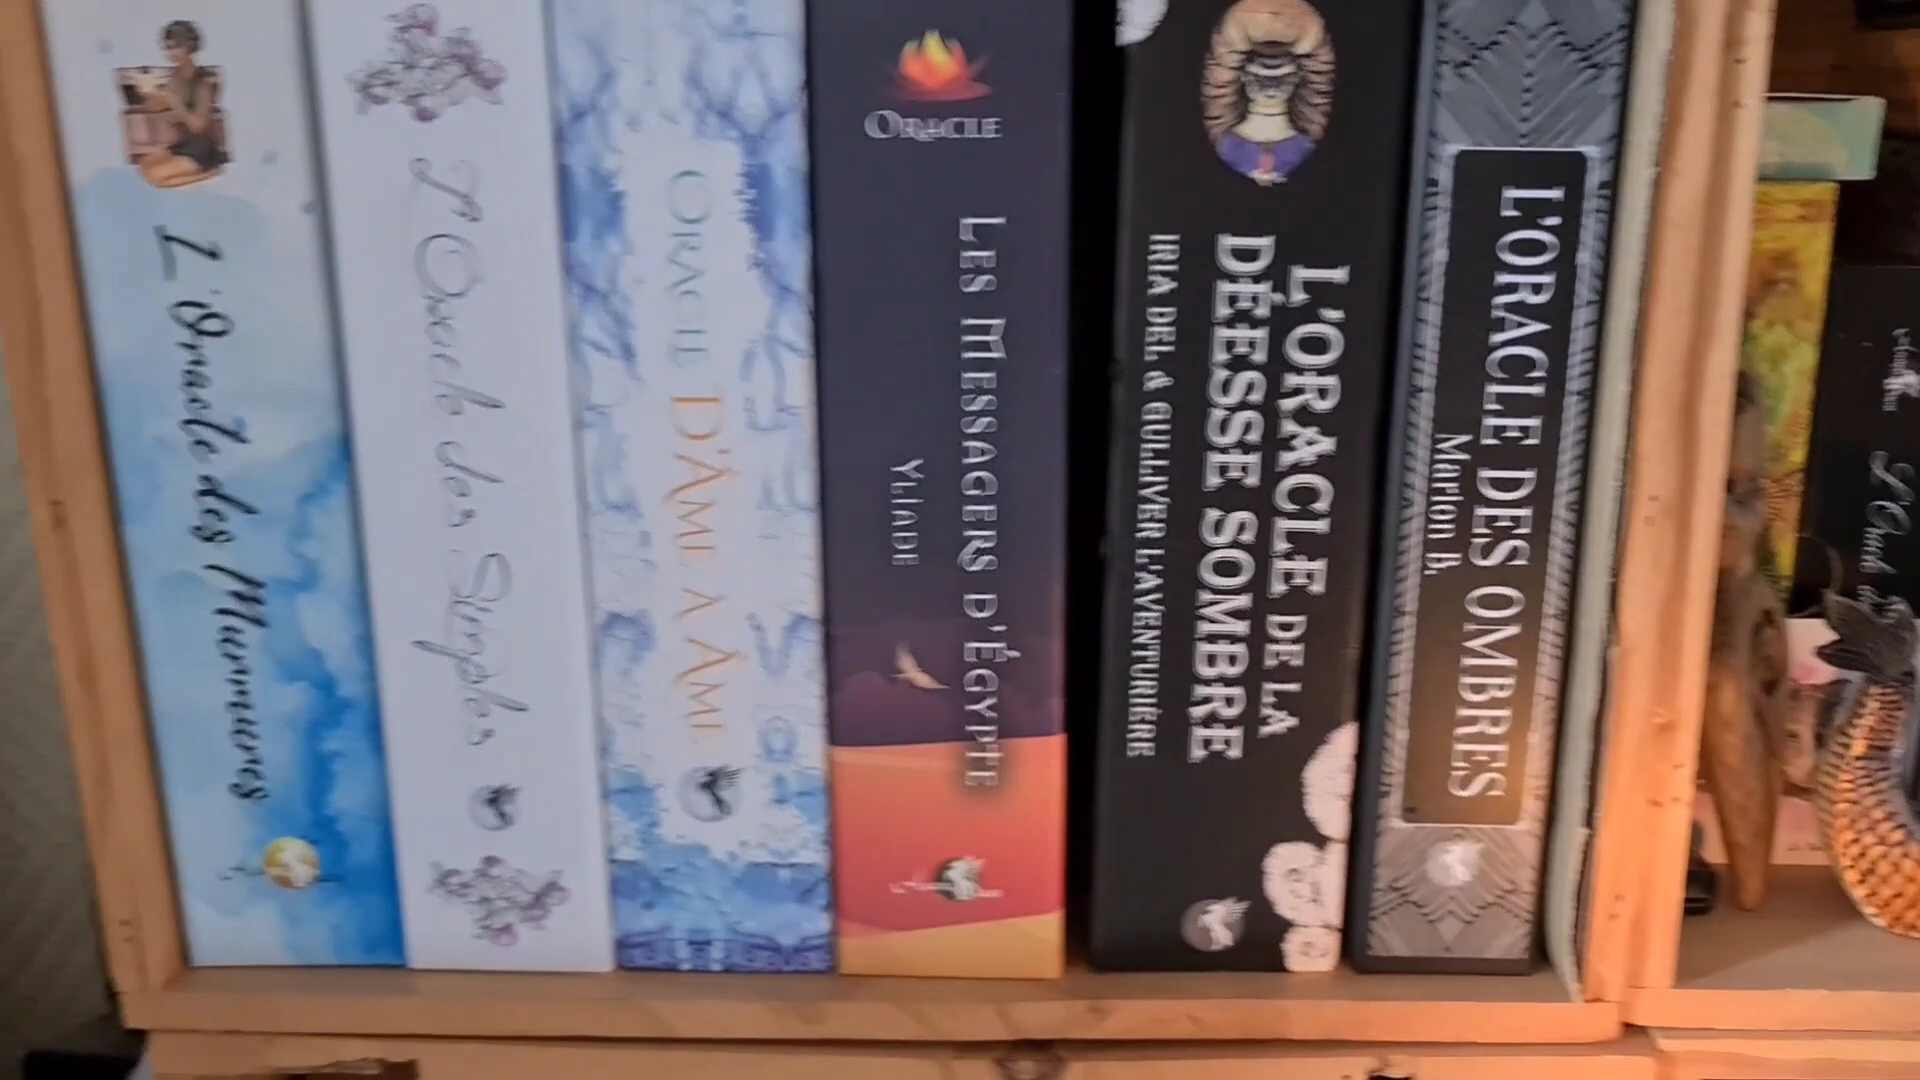 L'Oracle des Murmures
L'Oracle des Simples
ORACLE D'ÂME À ÂME
ORACLE
LES MESSAGERS D'ÉGYPTE
YLIADE
L'ORACLE DE LA
DÉESSE SOMBRE
IRIA DEL & GULLIVER L'AVENTURIÈRE
L'ORACLE DES OMBRES
Marion B.